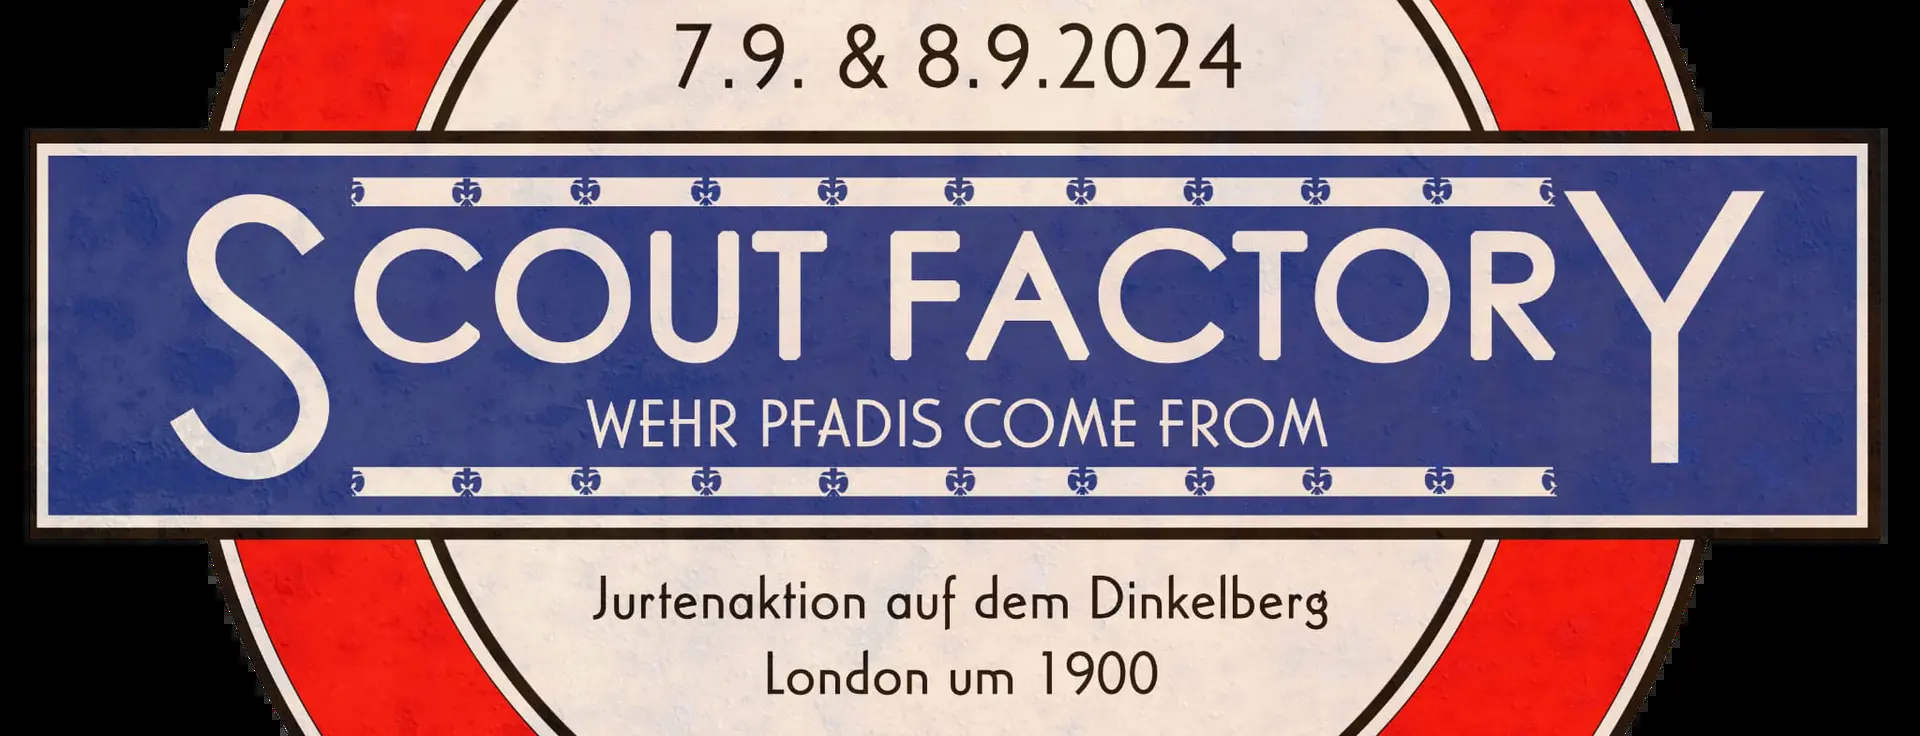 7.9. & 8.9.2024
SCOUT FACTORY
WEHR PFADIS COME FROM
Jurtenaktion auf dem Dinkelberg
London um 1900